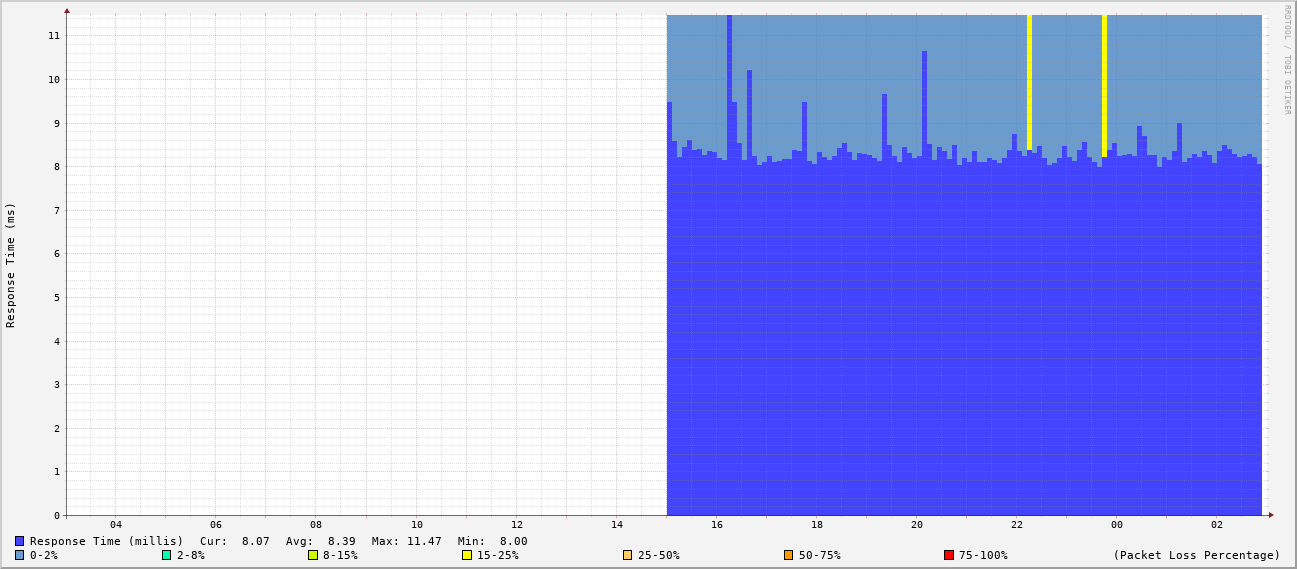 RRDTOOL / TOBI OETIKER
Response Time (ms)
11
10
9
8
7
6
5
4
3
2
1
0
04 06 08 10 12 14 16 18 20 22 00 02
Response Time (millis) Cur: 8.07 Avg: 8.39 Max: 11.47 Min: 8.00
0-2% 2-8% 8-15% 15-25% 25-50% 50-75% 75-100% (Packet Loss Percentage)